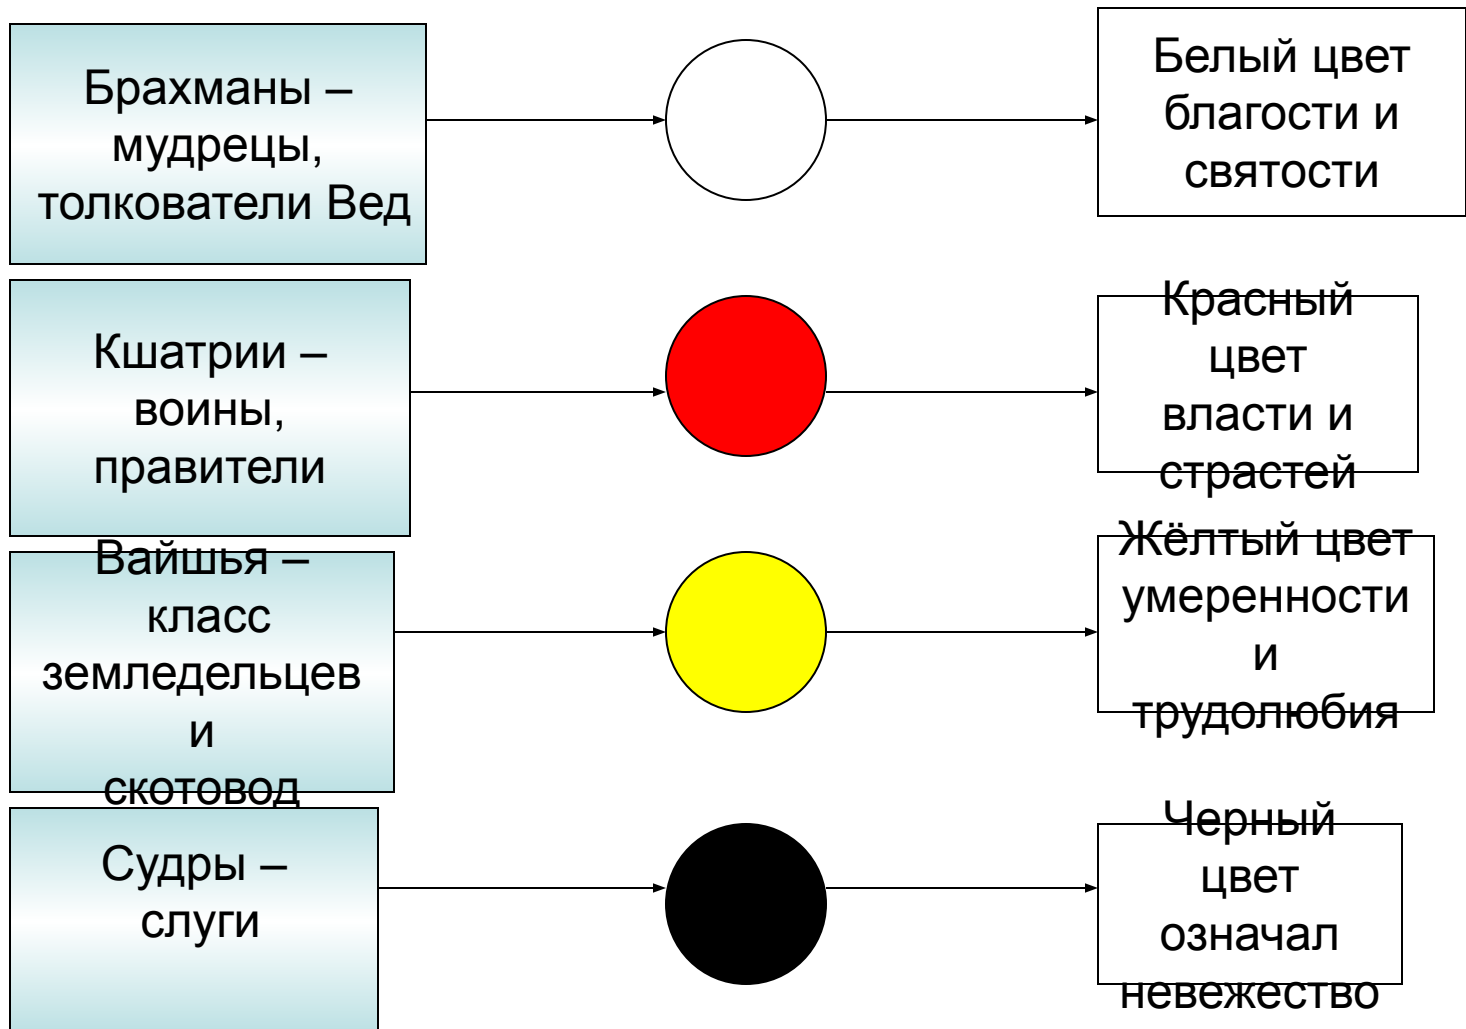 Брахманы –
мудрецы,
толкователи Вед
Белый цвет
благости и
святости
Кшатрии –
воины,
правители
Красный
цвет
власти и
страстей
Вайшья –
класс
земледельцев
и
скотовод
Жёлтый цвет
умеренности
и
трудолюбия
Судры –
слуги
Черный
цвет
означал
невежество